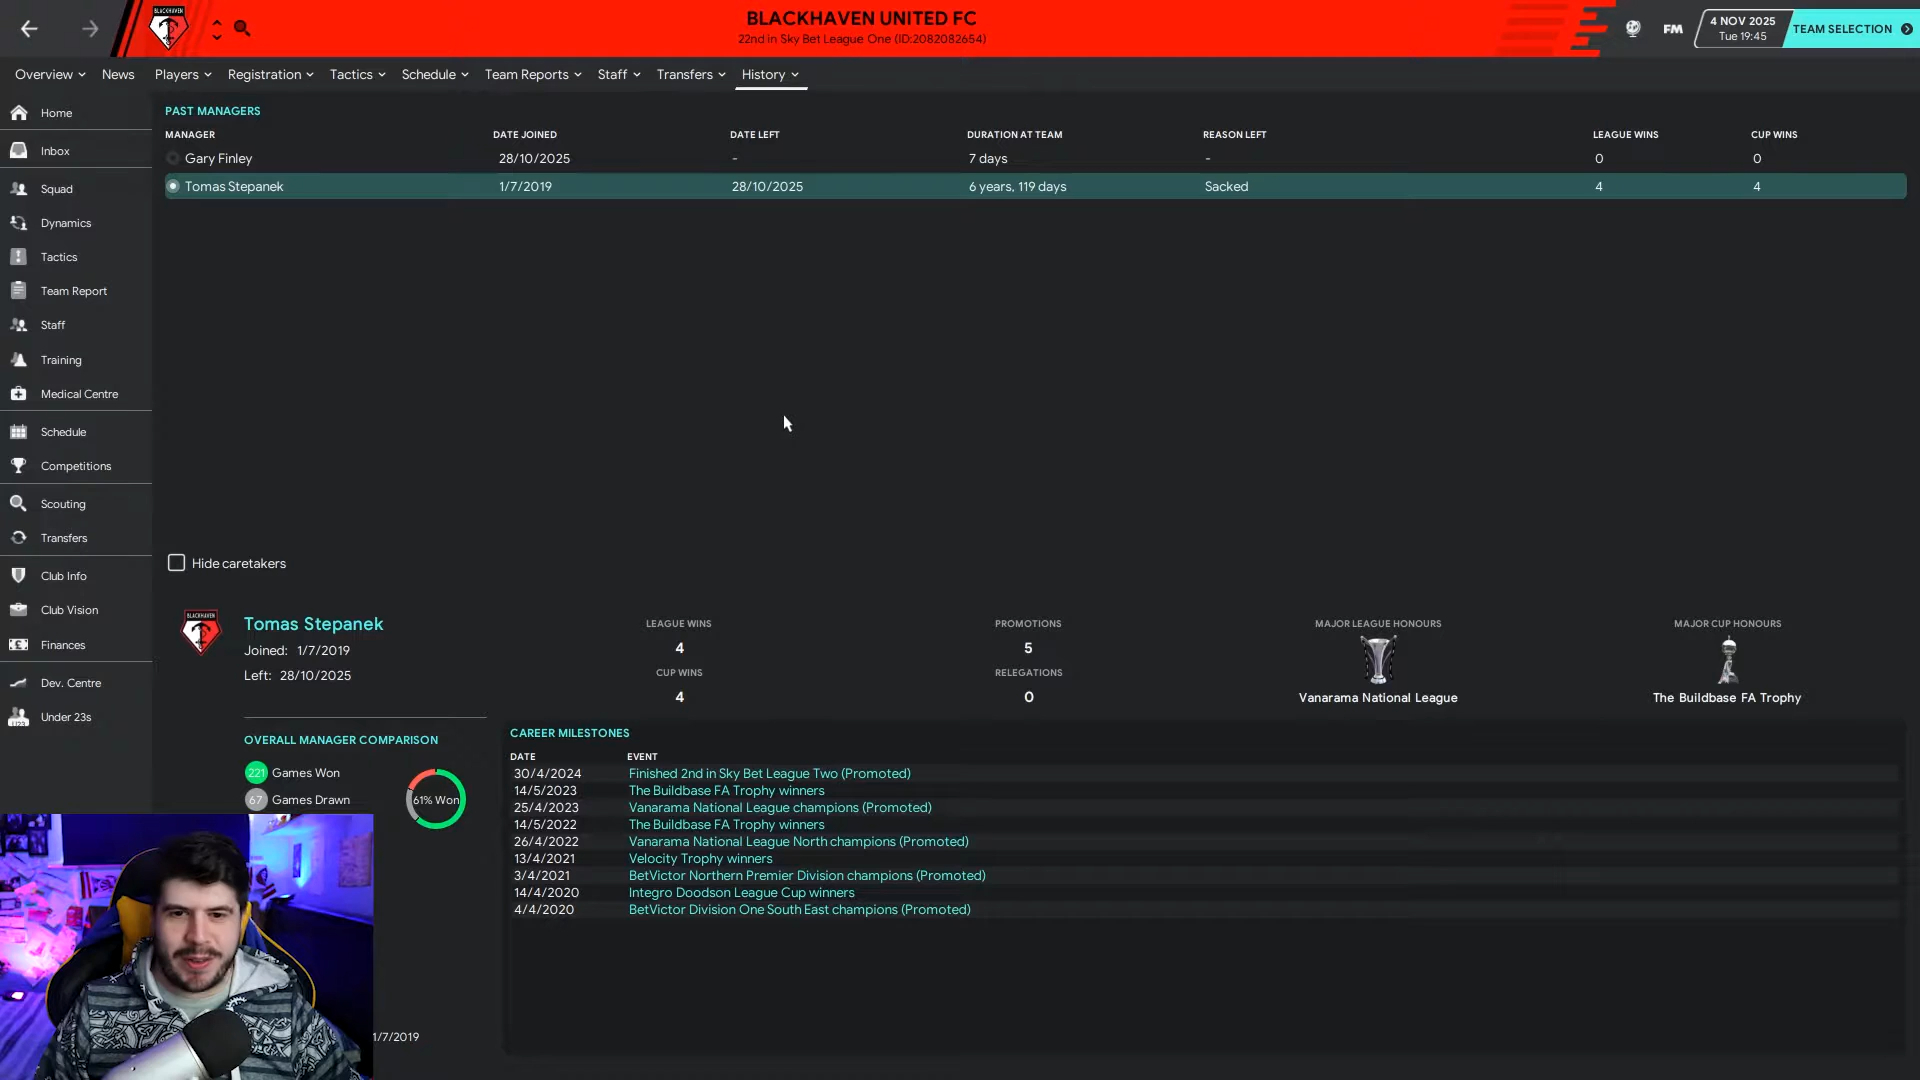 BLACKHAVEN UNITED FC
22nd in Sky Bet League One (ID:2082082654)
FM
4 NOV 2025
Tue 19:45
TEAM SELECTION
Overview News Players Registration Tactics Schedule Team Reports Staff Transfers History
Home
Inbox
Squad
Dynamics
Tactics
Team Report
Staff
Training
Medical Centre
Schedule
Competitions
Scouting
Transfers
Club Info
Club Vision
Finances
Dev. Centre
Under 23s
PAST MANAGERS
MANAGER DATE JOINED DATE LEFT DURATION AT TEAM REASON LEFT LEAGUE WINS CUP WINS
Gary Finley 28/10/2025 - 7 days - 0 0
Tomas Stepanek 1/7/2019 28/10/2025 6 years, 119 days Sacked 4 4
Hide caretakers
BLACKHAVEN
Tomas Stepanek
Joined: 1/7/2019
Left: 28/10/2025
LEAGUE WINS
4
CUP WINS
4
PROMOTIONS
5
RELEGATIONS
0
MAJOR LEAGUE HONOURS
Vanarama National League
MAJOR CUP HONOURS
The Buildbase FA Trophy
OVERALL MANAGER COMPARISON
221 Games Won
67 Games Drawn
61% Won
1/7/2019
CAREER MILESTONES
DATE EVENT
30/4/2024 Finished 2nd in Sky Bet League Two (Promoted)
14/5/2023 The Buildbase FA Trophy winners
25/4/2023 Vanarama National League champions (Promoted)
14/5/2022 The Buildbase FA Trophy winners
26/4/2022 Vanarama National League North champions (Promoted)
13/4/2021 Velocity Trophy winners
3/4/2021 BetVictor Northern Premier Division champions (Promoted)
14/4/2020 Integro Doodson League Cup winners
4/4/2020 BetVictor Division One South East champions (Promoted)